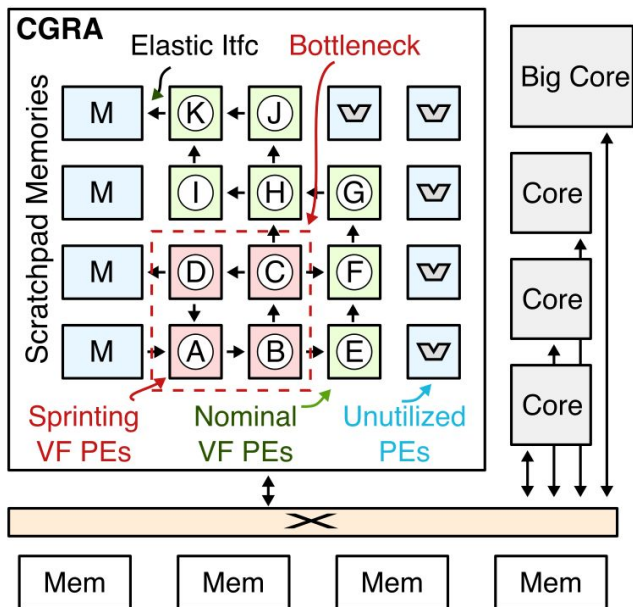 CGRA
Elastic Itfc
Bottleneck
Big Core
Scratchpad Memories
M K J
M I H G
Core
M D C F
Core
M A B E
Core
Sprinting
VF PEs
Nominal
VF PEs
Unutilized
PEs
Mem Mem Mem Mem